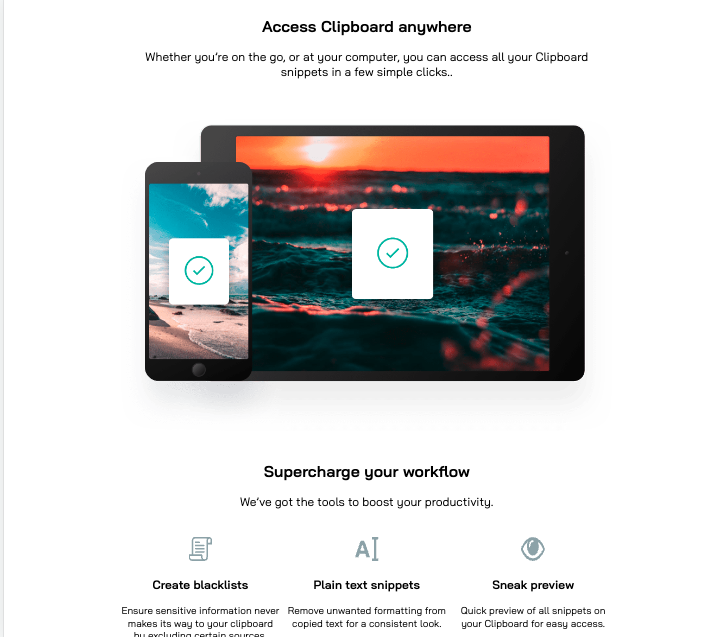 Access Clipboard anywhere
Whether you're on the go, or at your computer, you can access all your Clipboard
snippets in a few simple clicks..
Supercharge your workflow
We've got the tools to boost your productivity.
A
Create blacklists
Plain text snippets
Sneak preview
Ensure sensitive information never
makes its way to your clipboard
by excluding certain sources.
Remove unwanted formatting from
copied text for a consistent look.
Quick preview of all snippets on
your Clipboard for easy access.